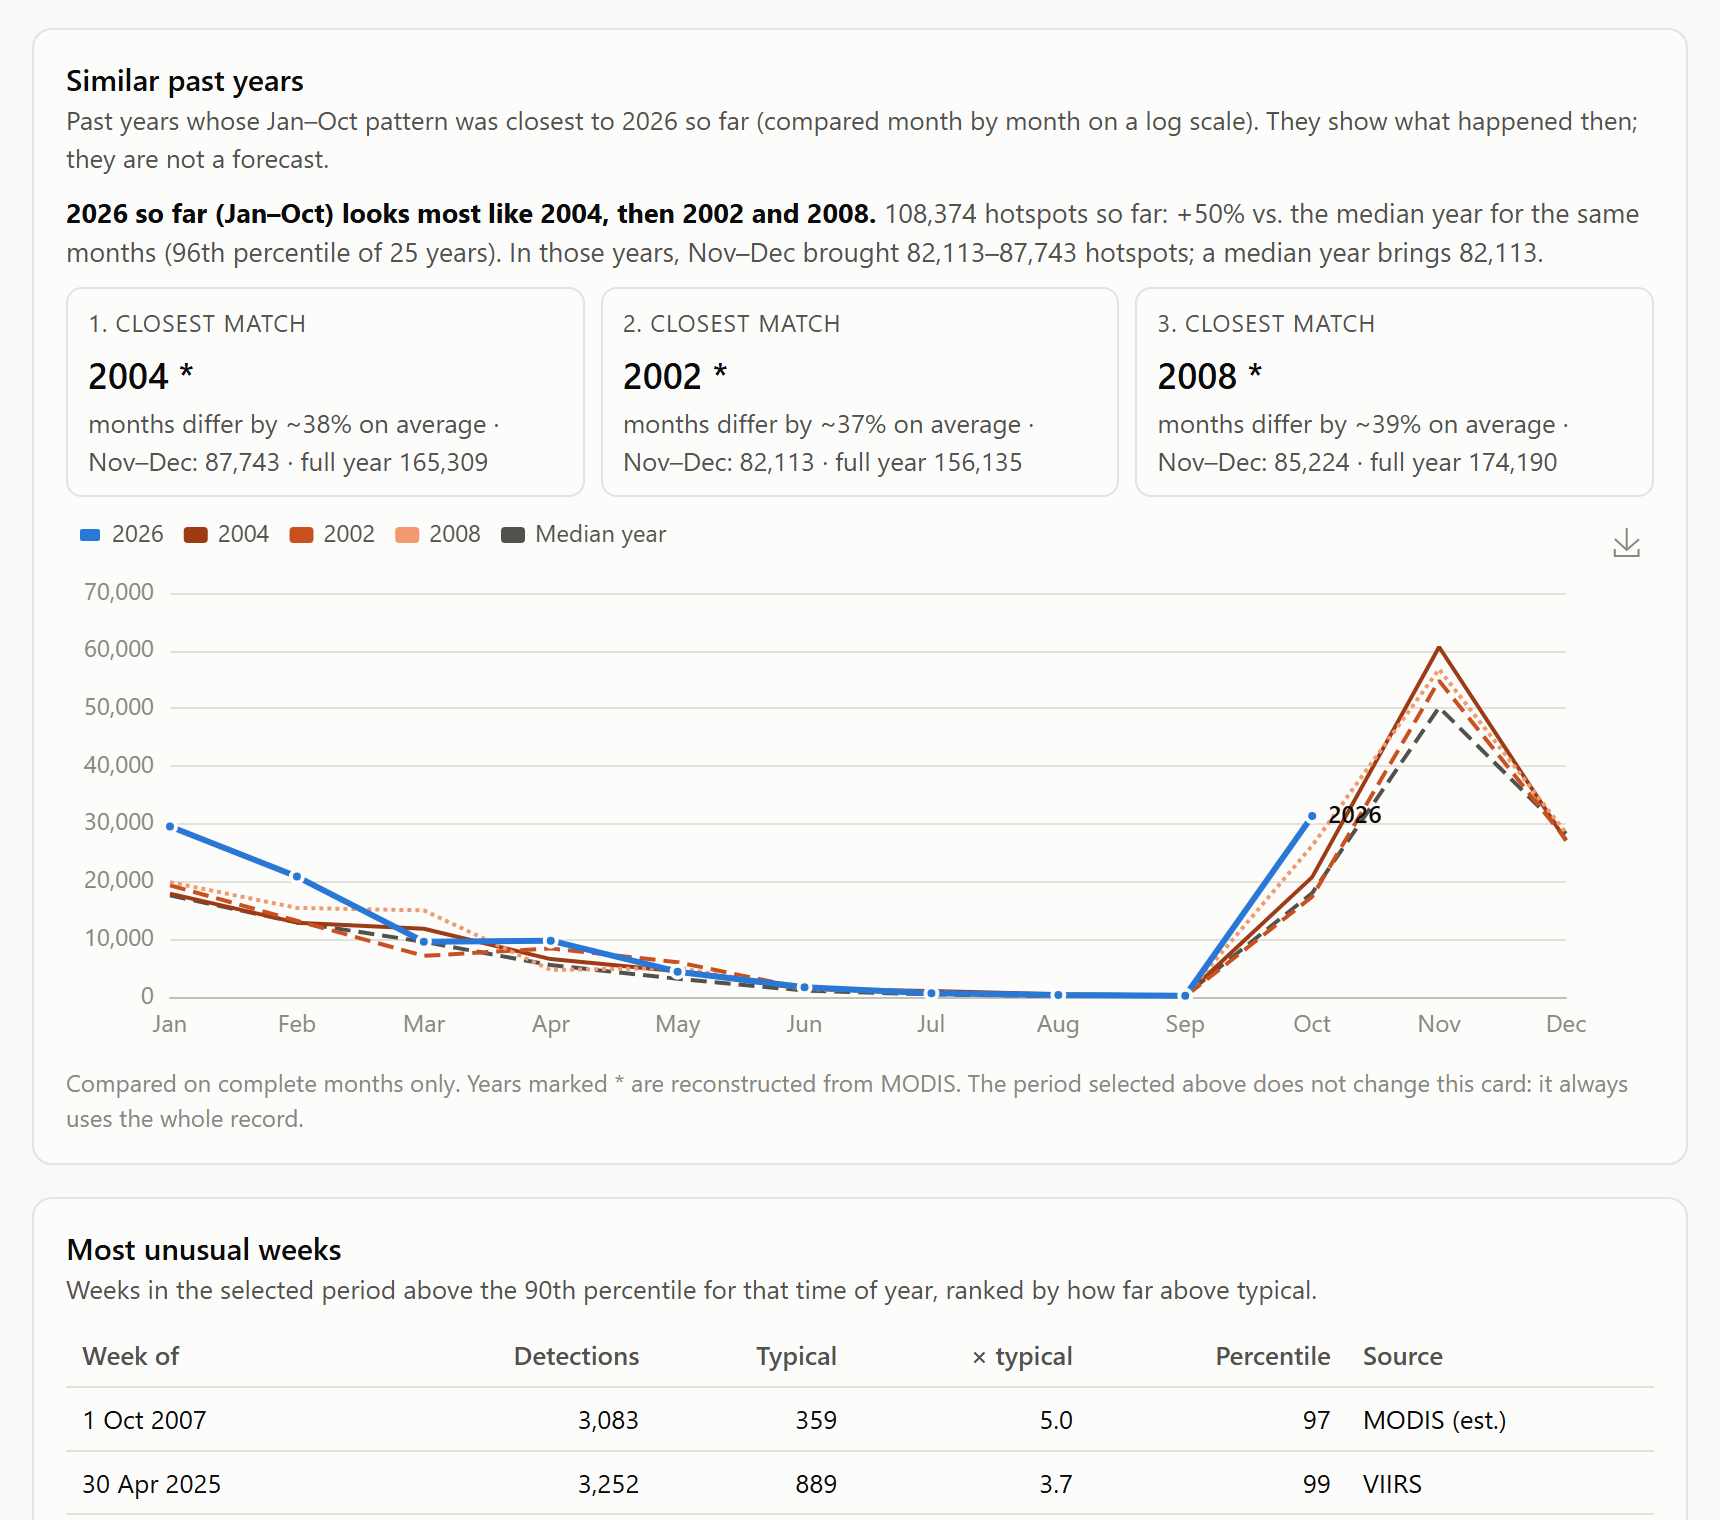 Similar past years
Past years whose Jan–Oct pattern was closest to 2026 so far (compared month by month on a log scale). They show what happened then;
they are not a forecast.
2026 so far (Jan–Oct) looks most like 2004, then 2002 and 2008. 108,374 hotspots so far: +50% vs. the median year for the same
months (96th percentile of 25 years). In those years, Nov–Dec brought 82,113–87,743 hotspots; a median year brings 82,113.
1. CLOSEST MATCH
2004 *
months differ by ~38% on average ·
Nov–Dec: 87,743 · full year 165,309
2. CLOSEST MATCH
2002 *
months differ by ~37% on average ·
Nov–Dec: 82,113 · full year 156,135
3. CLOSEST MATCH
2008 *
months differ by ~39% on average ·
Nov–Dec: 85,224 · full year 174,190
2026 2004 2002 2008 Median year
70,000
60,000
50,000
40,000
30,000
20,000
10,000
0
2026
Jan Feb Mar Apr May Jun Jul Aug Sep Oct Nov Dec
Compared on complete months only. Years marked * are reconstructed from MODIS. The period selected above does not change this card: it always
uses the whole record.
Most unusual weeks
Weeks in the selected period above the 90th percentile for that time of year, ranked by how far above typical.
Week of Detections Typical × typical Percentile Source
1 Oct 2007 3,083 359 5.0 97 MODIS (est.)
30 Apr 2025 3,252 889 3.7 99 VIIRS